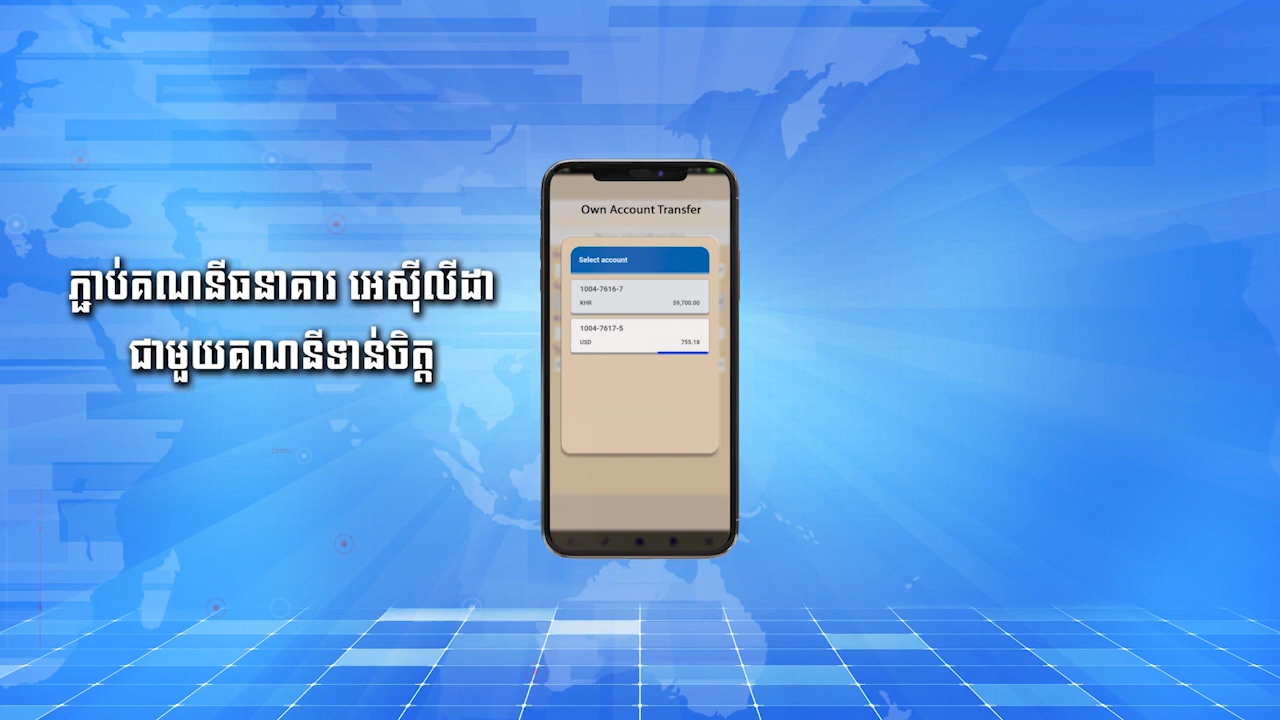 ភ្ជាប់គណនីធនាគារ អេស៊ីលីដា
ជាមួយគណនីទាន់ចិត្ត
Own Account Transfer
Select account
1004-7616-7
KHR 59,700.00
1004-7617-5
USD 755.18